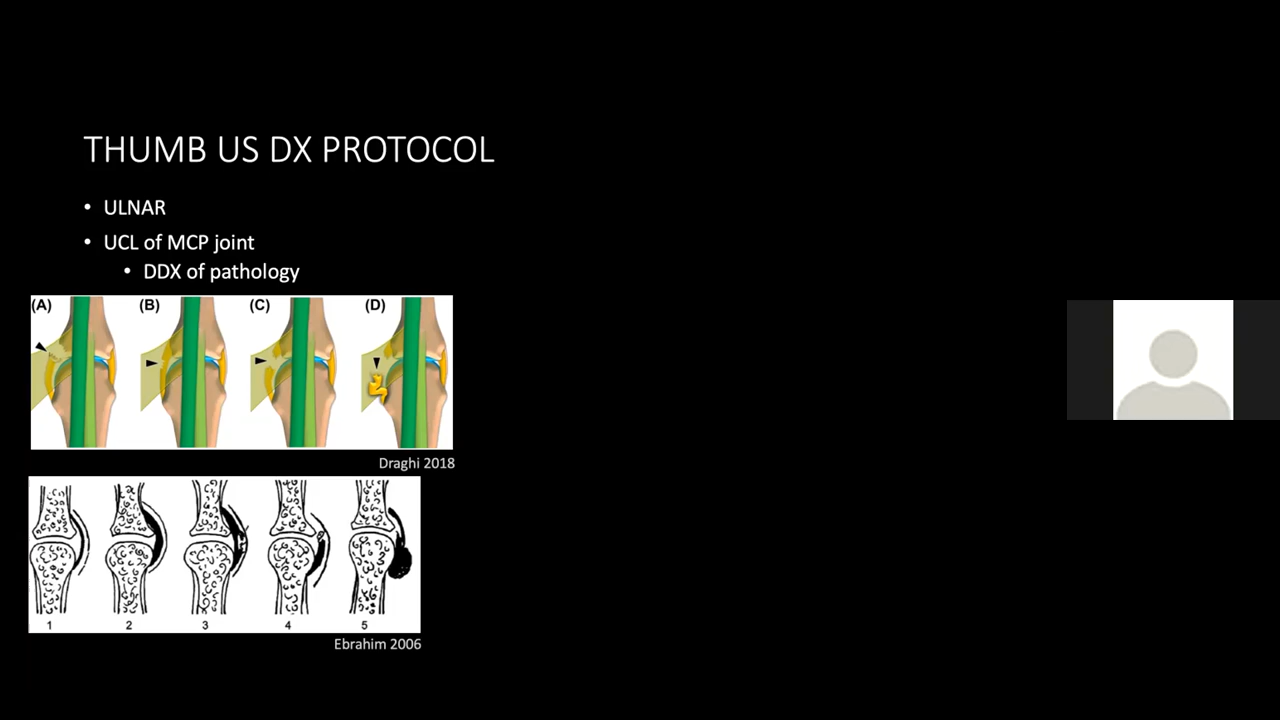 THUMB US DX PROTOCOL
• ULNAR
• UCL of MCP joint
• DDX of pathology
(A) (B) (C) (D)
Draghi 2018
1 2 3 4 5
Ebrahim 2006